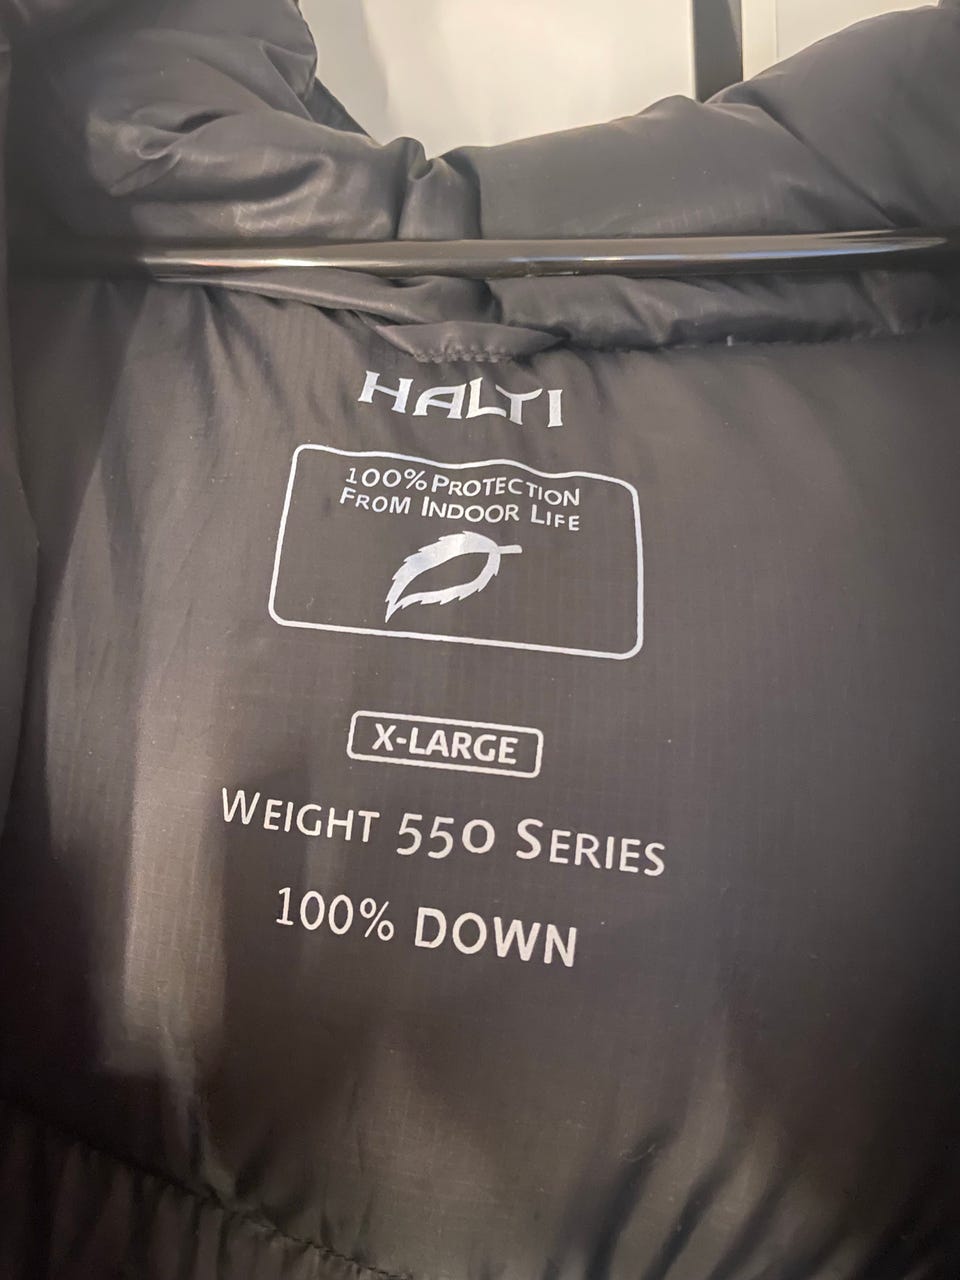 HALTI
100% PROTECTION
FROM INDOOR LIFE
X-LARGE
WEIGHT 550 SERIES
100% DOWN